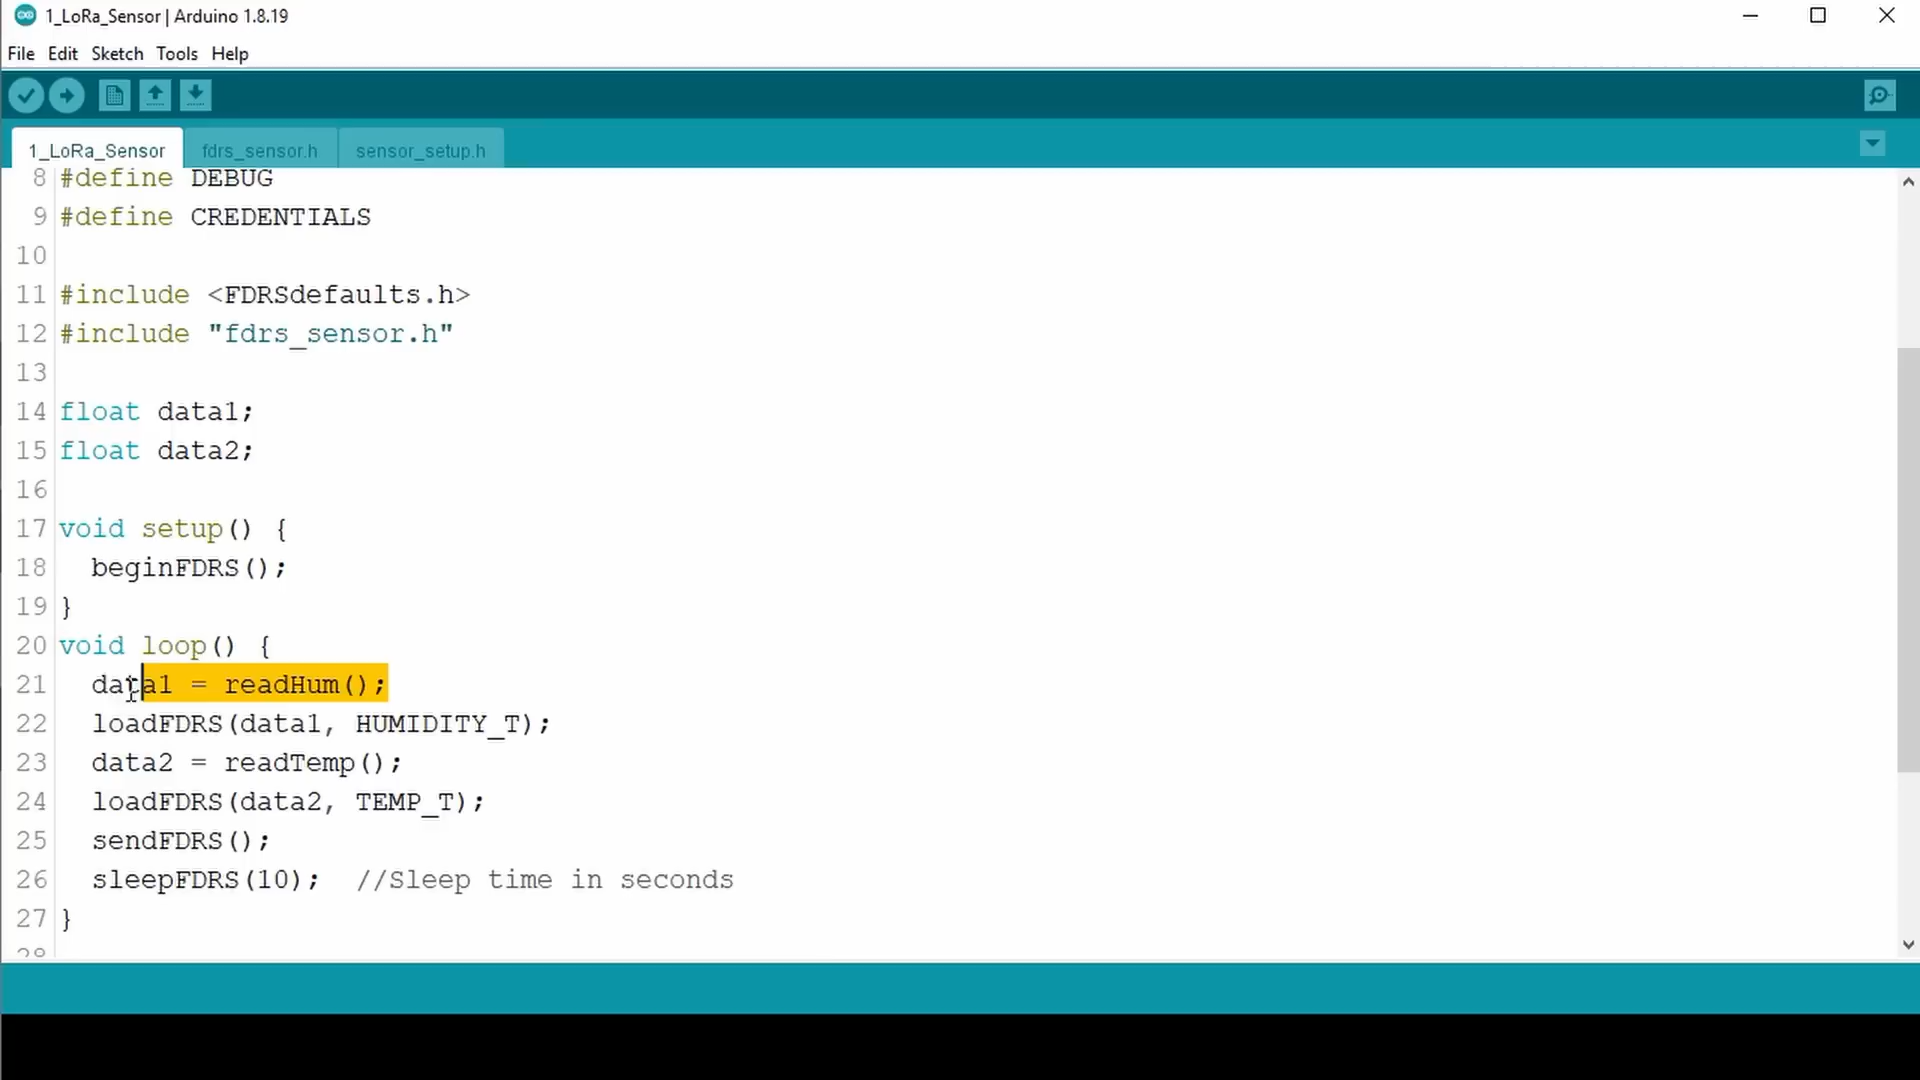 1_LoRa_Sensor | Arduino 1.8.19
File Edit Sketch Tools Help
1_LoRa_Sensor fdrs_sensor.h sensor_setup.h
8 #define DEBUG
9 #define CREDENTIALS
10
11 #include <FDRSdefaults.h>
12 #include "fdrs_sensor.h"
13
14 float data1;
15 float data2;
16
17 void setup() {
18   beginFDRS();
19 }
20 void loop() {
21   data1 = readHum();
22   loadFDRS(data1, HUMIDITY_T);
23   data2 = readTemp();
24   loadFDRS(data2, TEMP_T);
25   sendFDRS();
26   sleepFDRS(10);  //Sleep time in seconds
27 }
28